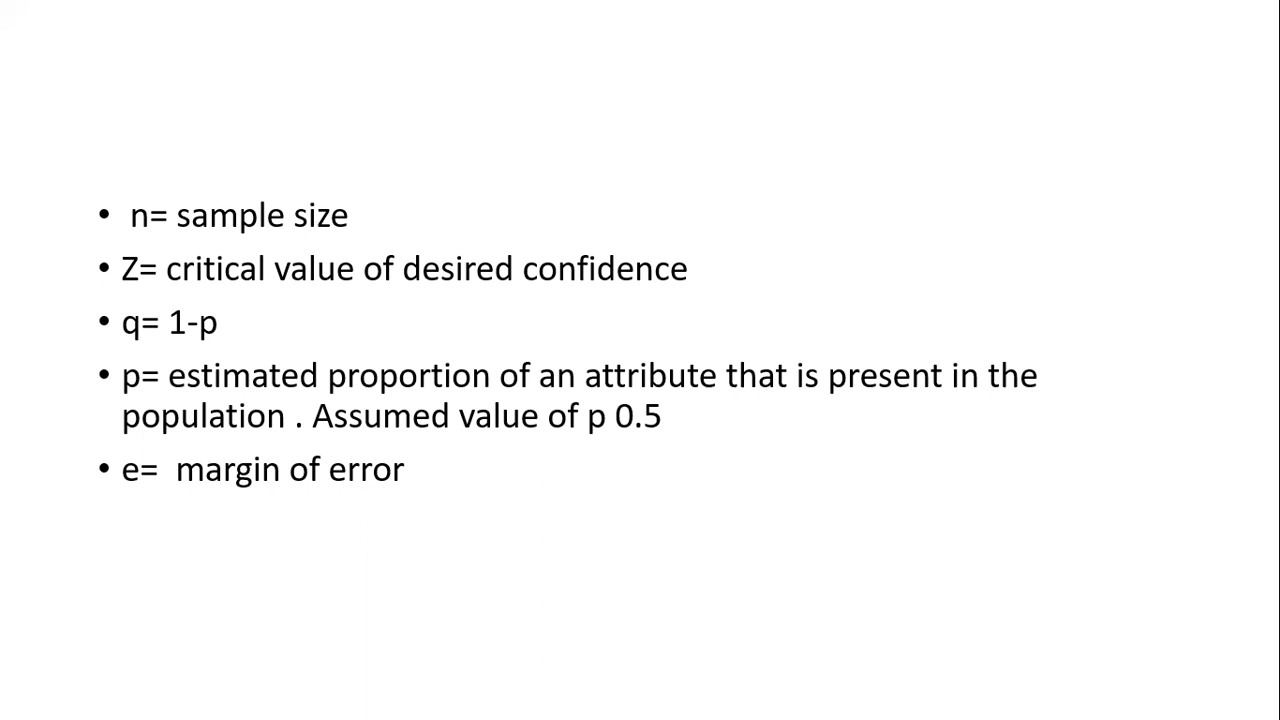 • n= sample size
• Z= critical value of desired confidence
• q= 1-p
• p= estimated proportion of an attribute that is present in the
population . Assumed value of p 0.5
• e=  margin of error